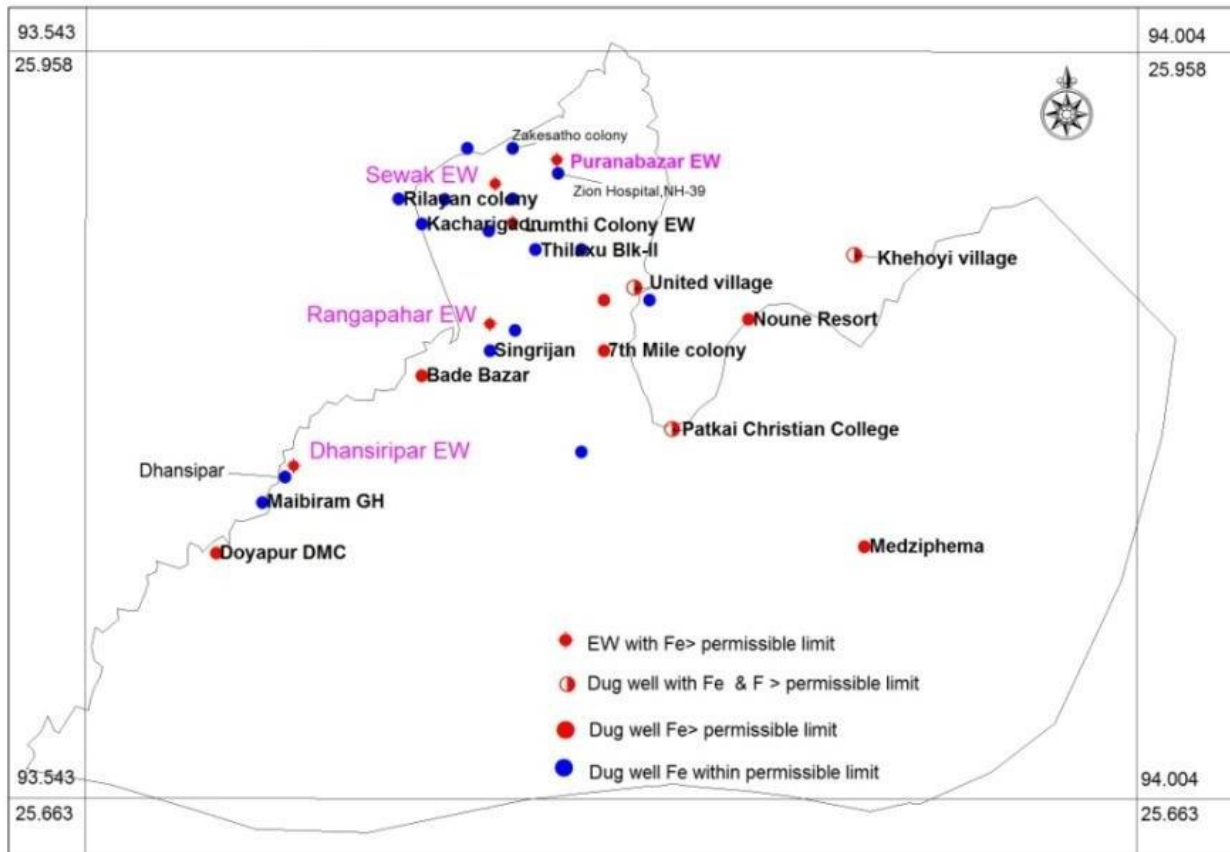 93.543
94.004
25.958
25.958
Zakesatho colony
Puranabazar EW
Sewak EW
Zion Hospital,NH-39
Rilayan colony
Kacharigaon
Lumthi Colony EW
Thilaxu Blk-II
Khehoyi village
United village
Rangapahar EW
Noune Resort
Singrijan
7th Mile colony
Bade Bazar
Patkai Christian College
Dhansiripar EW
Dhansipar
Maibiram GH
Doyapur DMC
Medziphema
EW with Fe> permissible limit
Dug well with Fe & F > permissible limit
Dug well Fe> permissible limit
Dug well Fe within permissible limit
93.543
94.004
25.663
25.663